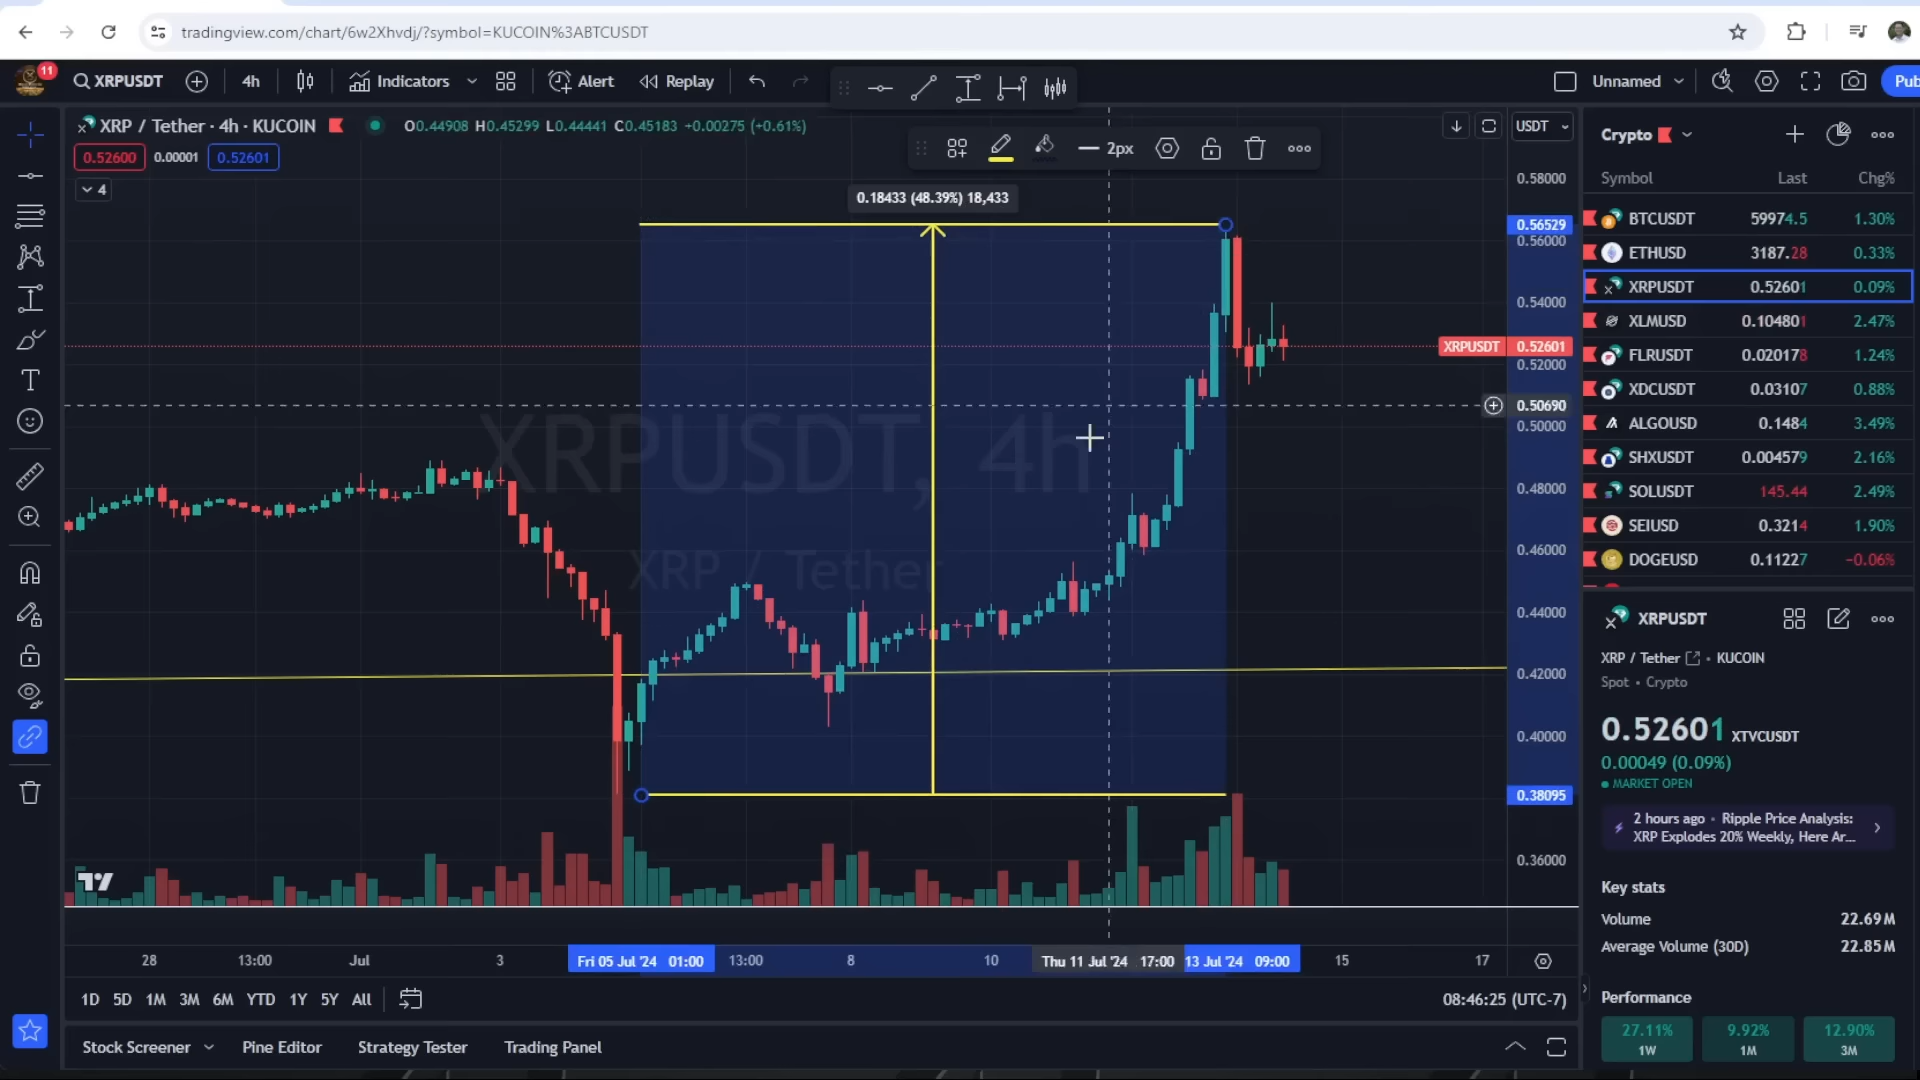 tradingview.com/chart/6w2Xhvdj/?symbol=KUCOIN%3ABTCUSDT
11
XRPUSDT 4h Indicators Alert Replay Unnamed Pub
XRP / Tether · 4h · KUCOIN O0.44908 H0.45299 L0.44441 C0.45183 +0.00275 (+0.61%)
0.52600 0.00001 0.52601
4
2px
USDT
0.18433 (48.39%) 18,433
XRPUSDT, 4h
XRP / Tether
0.58000
0.56529
0.56000
0.54000
XRPUSDT 0.52601
0.52000
0.50690
0.50000
0.48000
0.46000
0.44000
0.42000
0.40000
0.38095
0.36000
28 13:00 Jul 3 Fri 05 Jul '24 01:00 13:00 8 10 Thu 11 Jul '24 17:00 13 Jul '24 09:00 15 17
1D 5D 1M 3M 6M YTD 1Y 5Y All 08:46:25 (UTC-7)
Stock Screener Pine Editor Strategy Tester Trading Panel
Crypto
Symbol Last Chg%
BTCUSDT 59974.5 1.30%
ETHUSD 3187.28 0.33%
XRPUSDT 0.52601 0.09%
XLMUSD 0.104801 2.47%
FLRUSDT 0.020178 1.24%
XDCUSDT 0.03107 0.88%
ALGOUSD 0.1484 3.49%
SHXUSDT 0.004579 2.16%
SOLUSDT 145.44 2.49%
SEIUSD 0.3214 1.90%
DOGEUSD 0.11227 −0.06%
XRPUSDT
XRP / Tether • KUCOIN
Spot • Crypto
0.52601 XTVCUSDT
0.00049 (0.09%)
MARKET OPEN
2 hours ago • Ripple Price Analysis:
XRP Explodes 20% Weekly, Here Ar...
Key stats
Volume 22.69M
Average Volume (30D) 22.85M
Performance
27.11% 9.92% 12.90%
1W 1M 3M